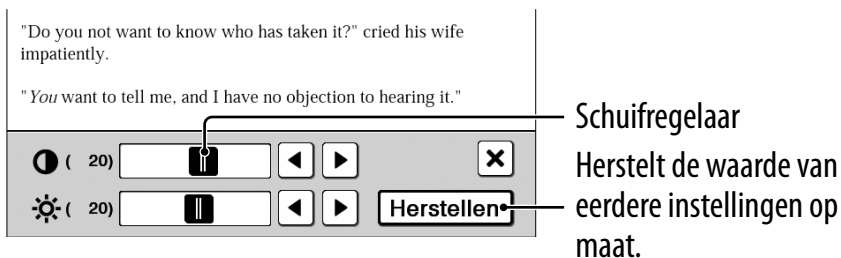 "Do you not want to know who has taken it?" cried his wife
impatiently.
"You want to tell me, and I have no objection to hearing it."
Schuifregelaar
( 20)
Herstelt de waarde van
eerdere instellingen op
maat.
( 20)
Herstellen